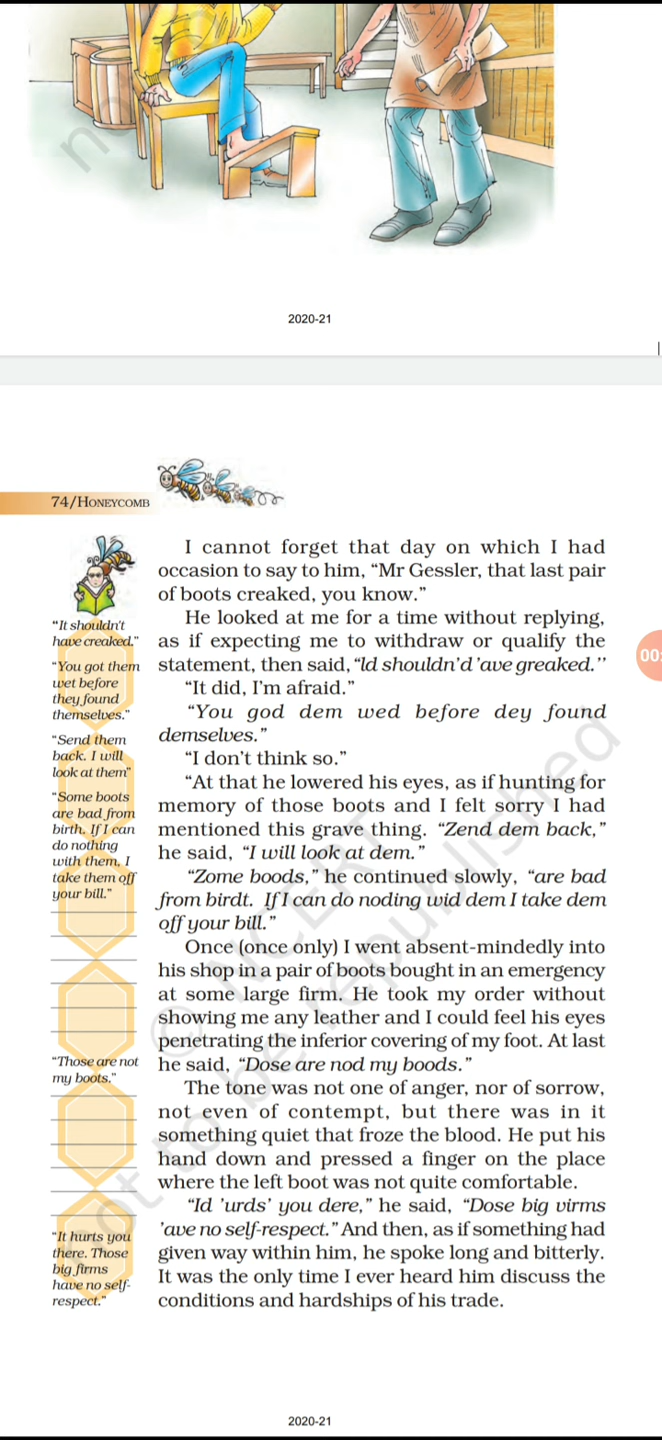 no
2020-21
74/HONEYCOMB
I cannot forget that day on which I had
occasion to say to him, “Mr Gessler, that last pair
of boots creaked, you know.”
He looked at me for a time without replying,
as if expecting me to withdraw or qualify the
statement, then said, “ld shouldn’d ’ave greaked.’’
“It did, I’m afraid.”
“You god dem wed before dey found
demselves.”
“I don’t think so.”
“At that he lowered his eyes, as if hunting for
memory of those boots and I felt sorry I had
mentioned this grave thing. “Zend dem back,”
he said, “I will look at dem.”
“Zome boods,” he continued slowly, “are bad
from birdt. If I can do noding wid dem I take dem
off your bill.”
Once (once only) I went absent-mindedly into
his shop in a pair of boots bought in an emergency
at some large firm. He took my order without
showing me any leather and I could feel his eyes
penetrating the inferior covering of my foot. At last
he said, “Dose are nod my boods.”
The tone was not one of anger, nor of sorrow,
not even of contempt, but there was in it
something quiet that froze the blood. He put his
hand down and pressed a finger on the place
where the left boot was not quite comfortable.
“Id ’urds’ you dere,” he said, “Dose big virms
’ave no self-respect.” And then, as if something had
given way within him, he spoke long and bitterly.
It was the only time I ever heard him discuss the
conditions and hardships of his trade.
“It shouldn't
have creaked.”
“You got them
wet before
they found
themselves.”
“Send them
back. I will
look at them”
“Some boots
are bad from
birth. If I can
do nothing
with them, I
take them off
your bill.”
“Those are not
my boots.”
“It hurts you
there. Those
big firms
have no self-
respect.”
© NCERT
not to be republished
00:
2020-21